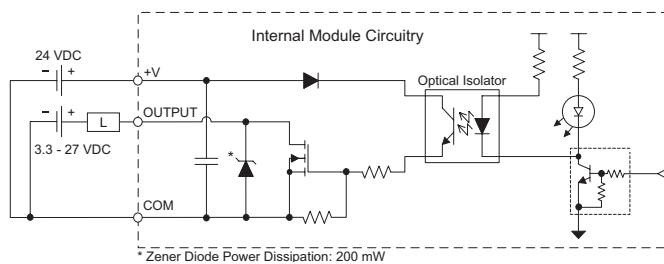 Internal Module Circuitry
24 VDC
− +
+V
Optical Isolator
− +
L
OUTPUT
3.3 - 27 VDC
*
COM
* Zener Diode Power Dissipation: 200 mW